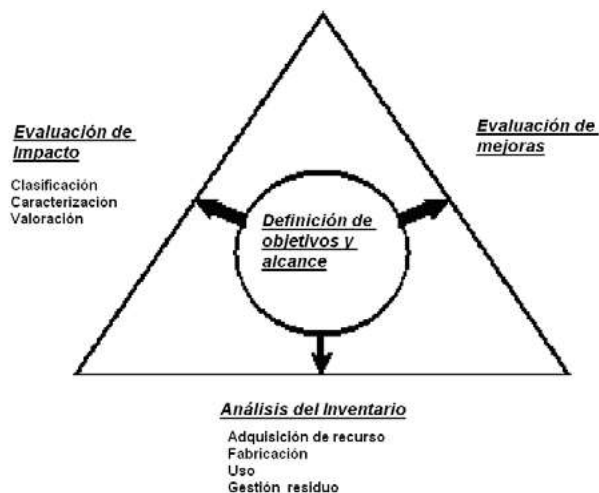 Evaluación de
Impacto
Clasificación
Caracterización
Valoración
Evaluación de
mejoras
Definición de
objetivos y
alcance
Análisis del Inventario
Adquisición de recurso
Fabricación
Uso
Gestión residuo